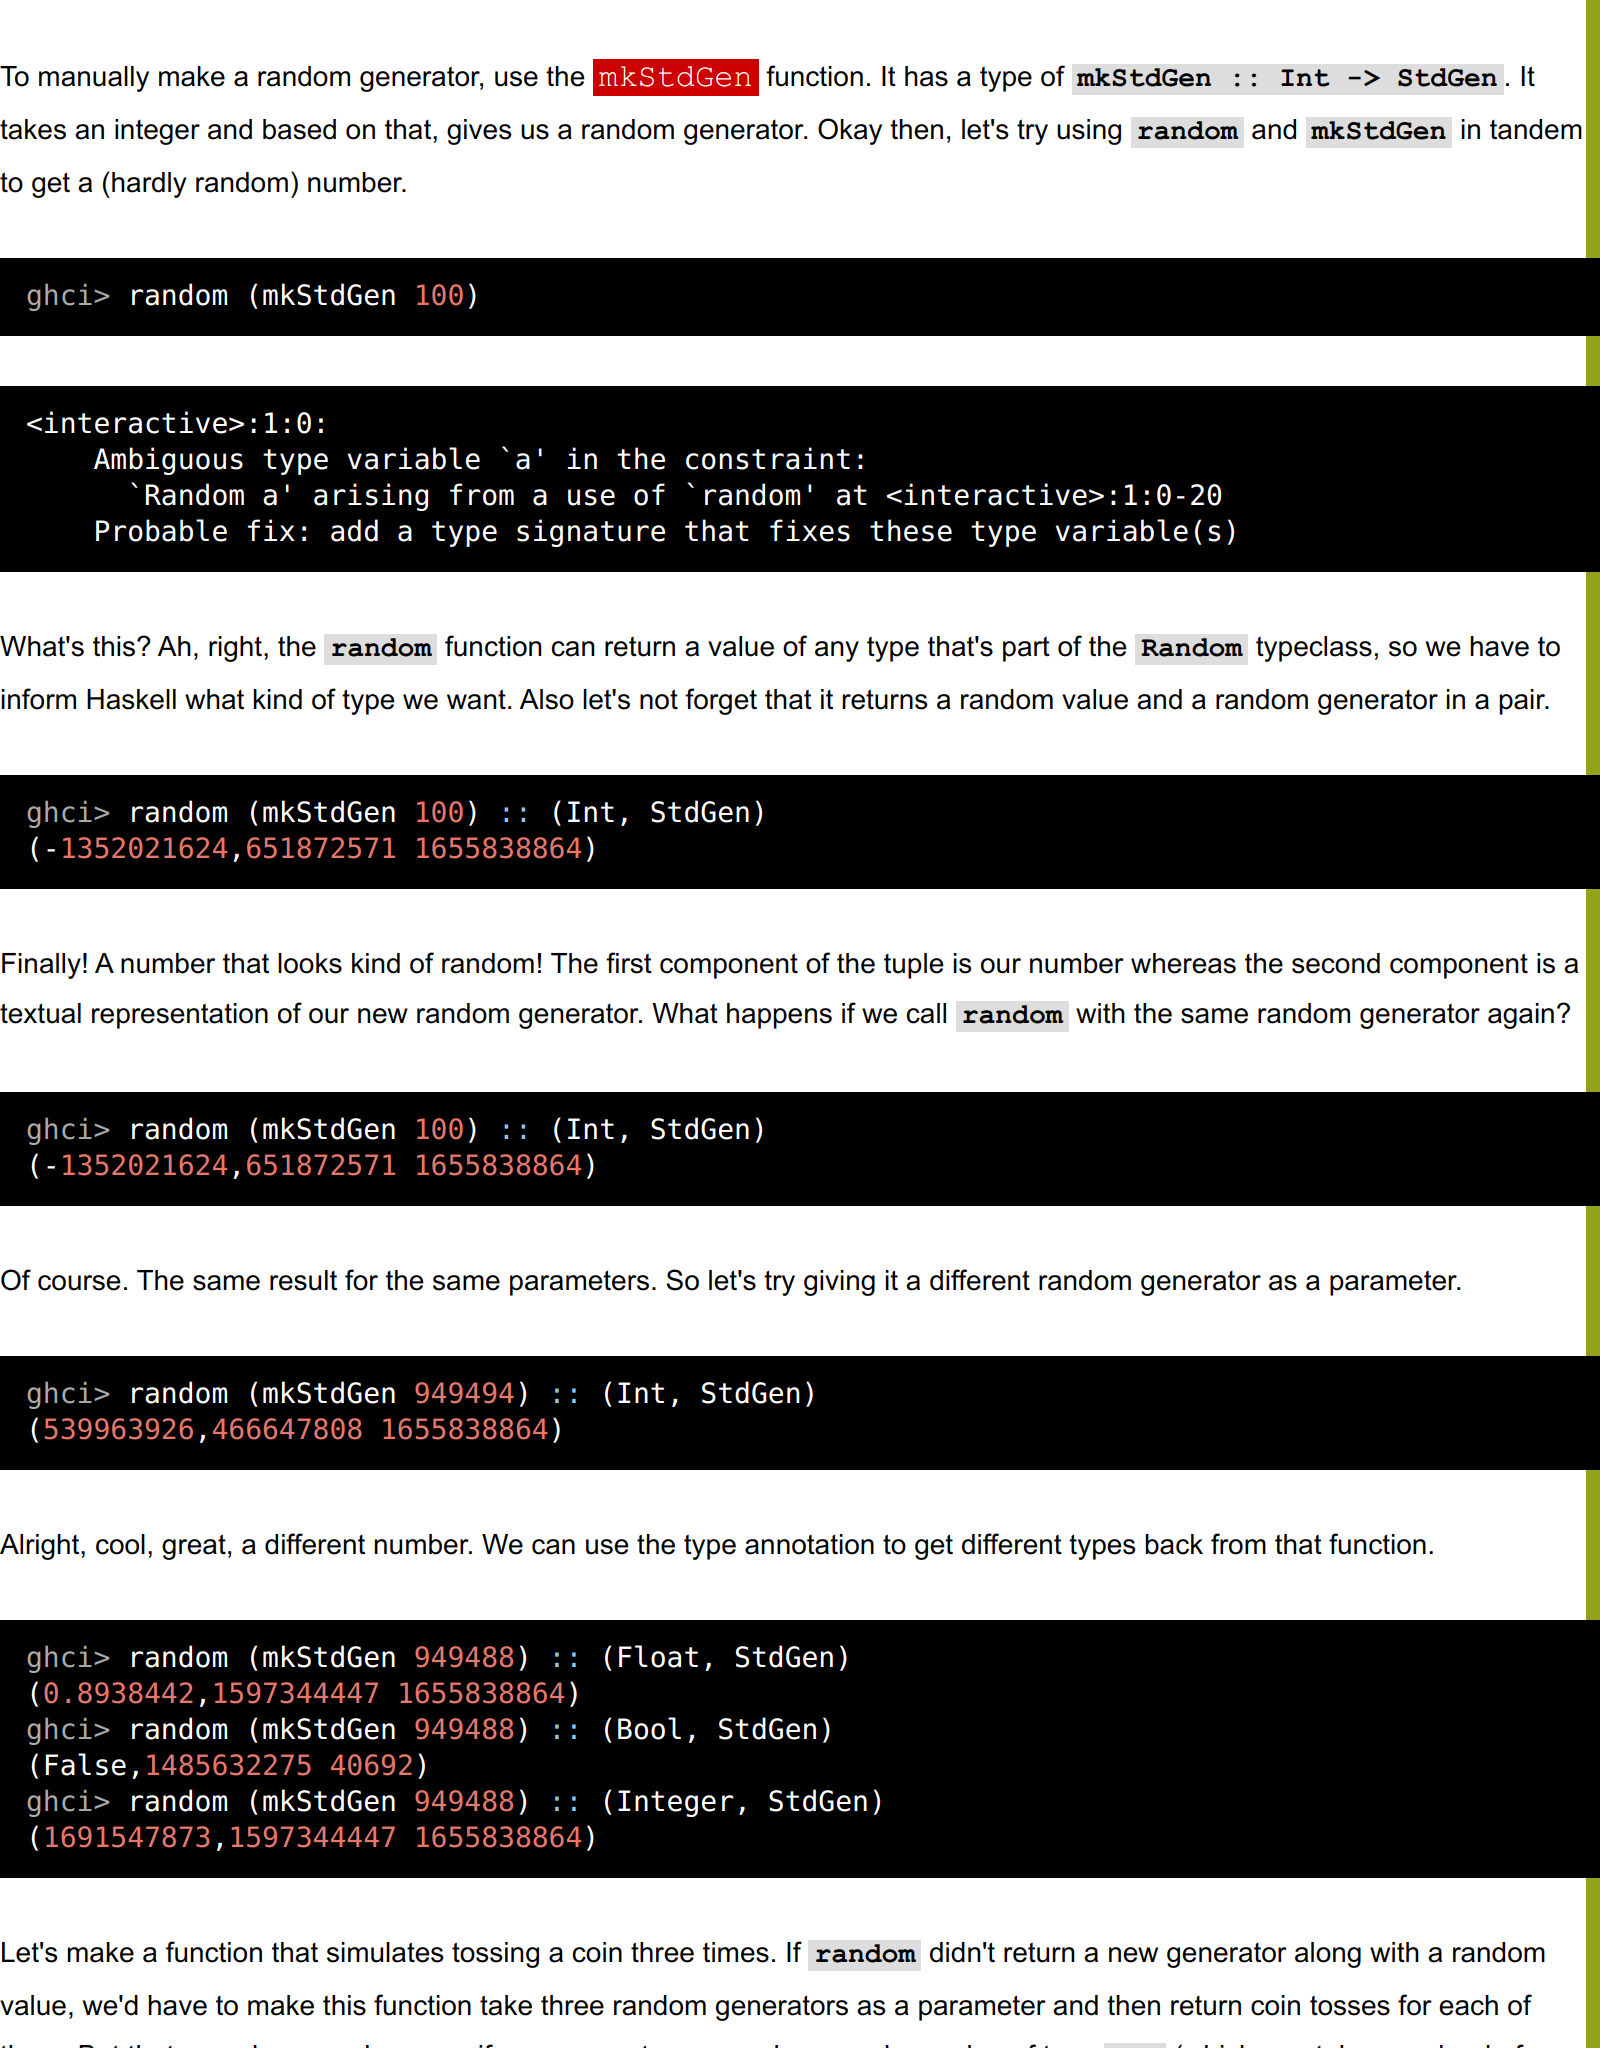 To manually make a random generator, use the mkStdGen function. It has a type of mkStdGen :: Int -> StdGen. It
takes an integer and based on that, gives us a random generator. Okay then, let's try using random and mkStdGen in tandem
to get a (hardly random) number.
ghci> random (mkStdGen 100)
<interactive>:1:0:
    Ambiguous type variable `a' in the constraint:
      `Random a' arising from a use of `random' at <interactive>:1:0-20
    Probable fix: add a type signature that fixes these type variable(s)
What's this? Ah, right, the random function can return a value of any type that's part of the Random typeclass, so we have to
inform Haskell what kind of type we want. Also let's not forget that it returns a random value and a random generator in a pair.
ghci> random (mkStdGen 100) :: (Int, StdGen)
(-1352021624,651872571 1655838864)
Finally! A number that looks kind of random! The first component of the tuple is our number whereas the second component is a
textual representation of our new random generator. What happens if we call random with the same random generator again?
ghci> random (mkStdGen 100) :: (Int, StdGen)
(-1352021624,651872571 1655838864)
Of course. The same result for the same parameters. So let's try giving it a different random generator as a parameter.
ghci> random (mkStdGen 949494) :: (Int, StdGen)
(539963926,466647808 1655838864)
Alright, cool, great, a different number. We can use the type annotation to get different types back from that function.
ghci> random (mkStdGen 949488) :: (Float, StdGen)
(0.8938442,1597344447 1655838864)
ghci> random (mkStdGen 949488) :: (Bool, StdGen)
(False,1485632275 40692)
ghci> random (mkStdGen 949488) :: (Integer, StdGen)
(1691547873,1597344447 1655838864)
Let's make a function that simulates tossing a coin three times. If random didn't return a new generator along with a random
value, we'd have to make this function take three random generators as a parameter and then return coin tosses for each of